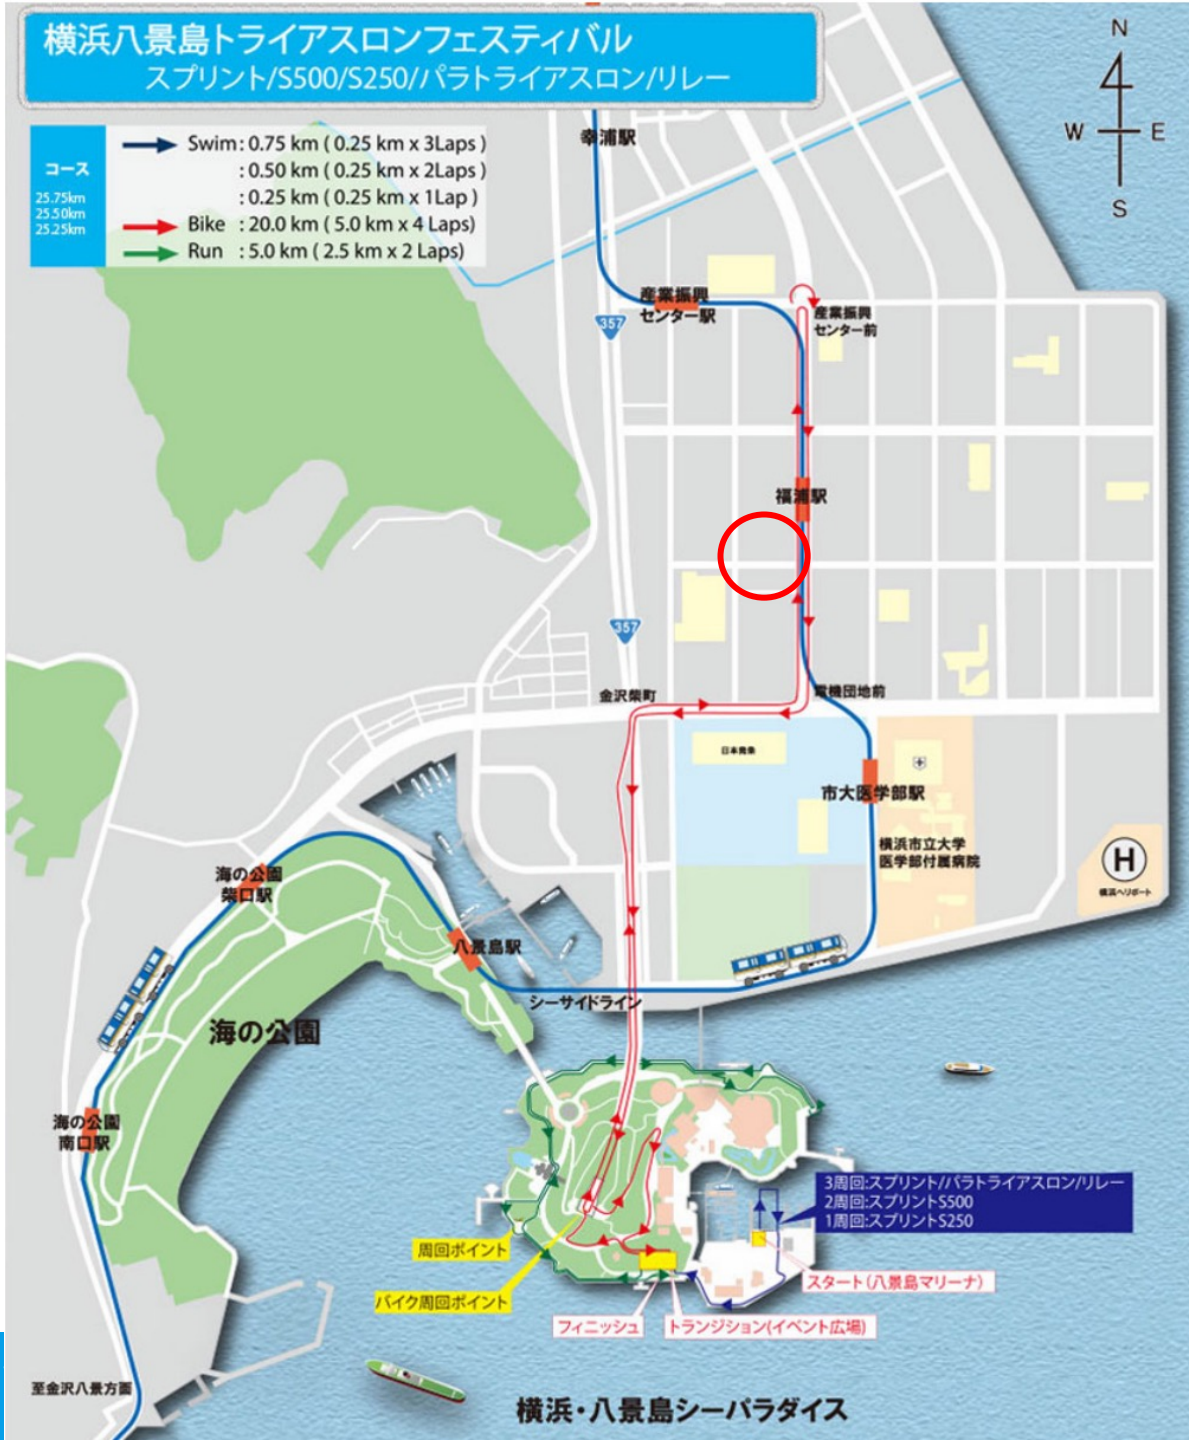 横浜八景島トライアスロンフェスティバル
スプリント/S500/S250/パラトライアスロン/リレー
N
W E
S
コース
25.75km
25.50km
25.25km
Swim : 0.75 km ( 0.25 km x 3Laps )
: 0.50 km ( 0.25 km x 2Laps )
: 0.25 km ( 0.25 km x 1Lap )
Bike : 20.0 km ( 5.0 km x 4 Laps)
Run : 5.0 km ( 2.5 km x 2 Laps)
幸浦駅
産業振興
センター駅
357
産業振興
センター前
福浦駅
357
金沢柴町
電機団地前
日本発条
市大医学部駅
横浜市立大学
医学部付属病院
H
横浜ヘリポート
海の公園
柴口駅
八景島駅
シーサイドライン
海の公園
海の公園
南口駅
3周回:スプリント/パラトライアスロン/リレー
2周回:スプリントS500
1周回:スプリントS250
周回ポイント
バイク周回ポイント
スタート(八景島マリーナ)
フィニッシュ
トランジション(イベント広場)
至金沢八景方面
横浜・八景島シーパラダイス